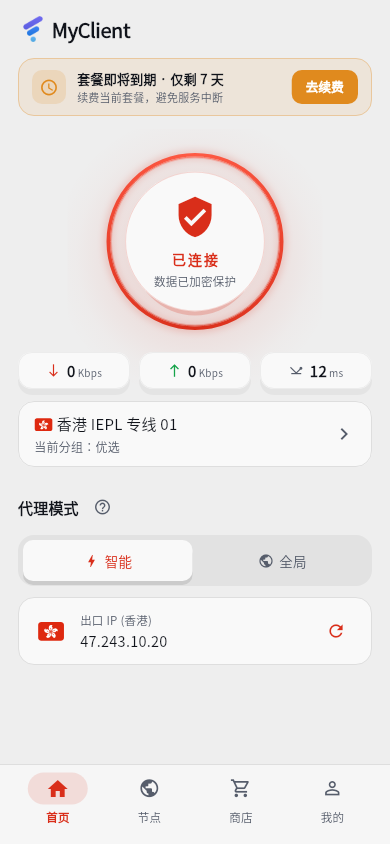 MyClient
套餐即将到期 · 仅剩 7 天
续费当前套餐，避免服务中断
去续费
已连接
数据已加密保护
0 Kbps
0 Kbps
12 ms
香港 IEPL 专线 01
当前分组：优选
代理模式
智能
全局
出口 IP (香港)
47.243.10.20
首页
节点
商店
我的